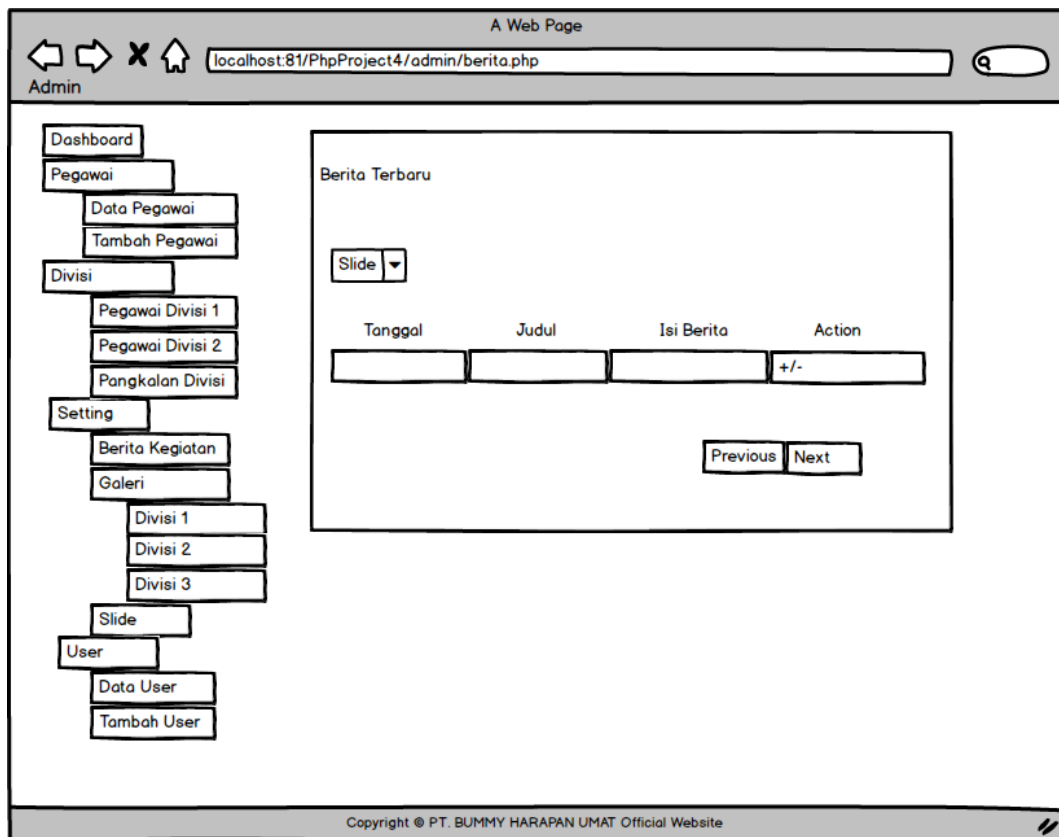 A Web Page
localhost:81/PhpProject4/admin/berita.php
Admin
Dashboard
Pegawai
Data Pegawai
Tambah Pegawai
Divisi
Pegawai Divisi 1
Pegawai Divisi 2
Pangkalan Divisi
Setting
Berita Kegiatan
Galeri
Divisi 1
Divisi 2
Divisi 3
Slide
User
Data User
Tambah User
Berita Terbaru
Slide
Tanggal Judul Isi Berita Action
+/-
Previous Next
Copyright © PT. BUMMY HARAPAN UMAT Official Website